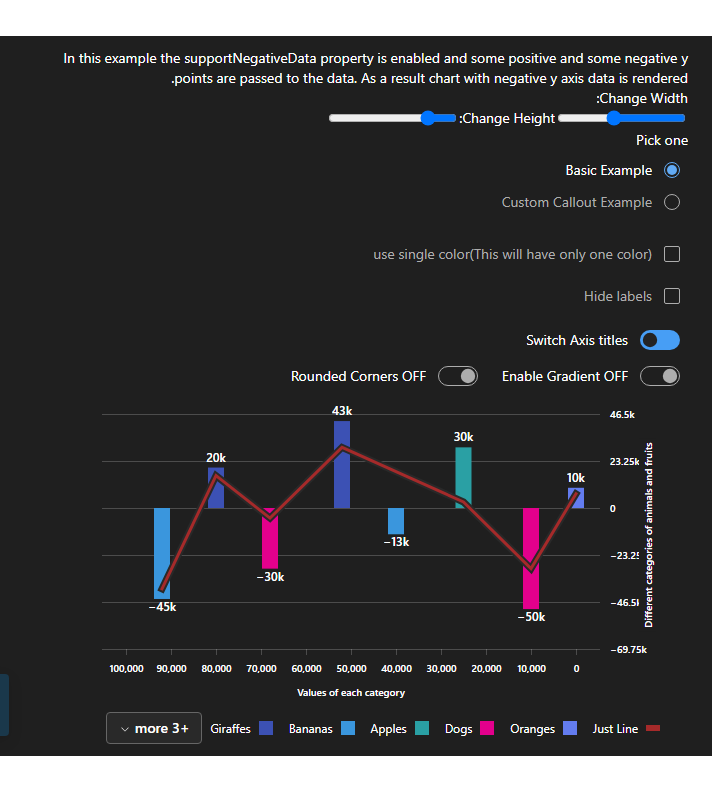 In this example the supportNegativeData property is enabled and some positive and some negative y
.points are passed to the data. As a result chart with negative y axis data is rendered
:Change Width
:Change Height
Pick one
Basic Example
Custom Callout Example
use single color(This will have only one color)
Hide labels
Switch Axis titles
Rounded Corners OFF
Enable Gradient OFF
43k
46.5k
30k
20k
23.25k
10k
0
−13k
−23.2
−30k
−45k
−46.5
−50k
−69.75k
Different categories of animals and fruits
100,000 90,000 80,000 70,000 60,000 50,000 40,000 30,000 20,000 10,000 0
Values of each category
more 3+ Giraffes Bananas Apples Dogs Oranges Just Line